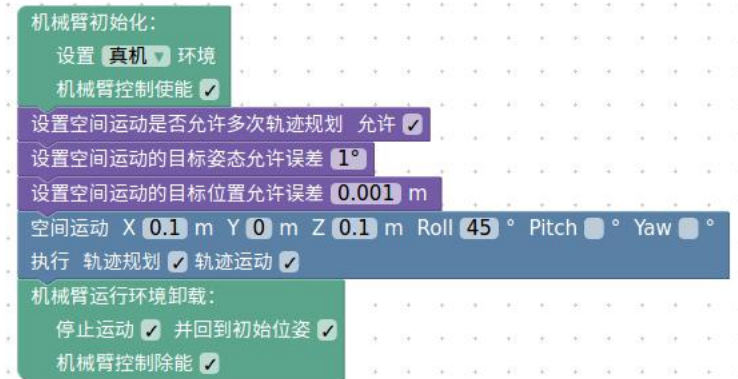 机械臂初始化：
设置 真机 环境
机械臂控制使能 ✓
设置空间运动是否允许多次轨迹规划 允许 ✓
设置空间运动的目标姿态允许误差 1°
设置空间运动的目标位置允许误差 0.001 m
空间运动 X 0.1 m Y 0 m Z 0.1 m Roll 45 ° Pitch ° Yaw °
执行 轨迹规划 ✓ 轨迹运动 ✓
机械臂运行环境卸载：
停止运动 ✓ 并回到初始位姿 ✓
机械臂控制除能 ✓